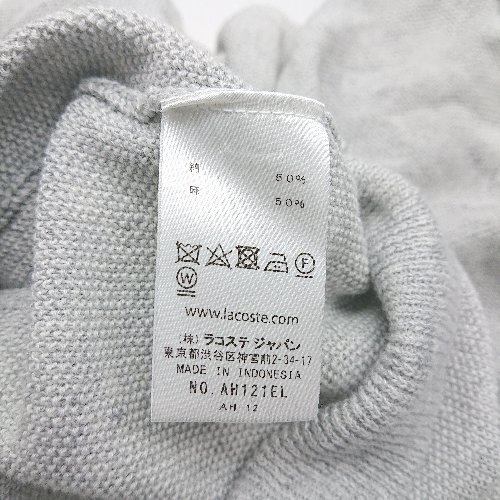 綿 50%
麻 50%
F
W
www.lacoste.com
(株) ラコステ ジャパン
東京都渋谷区神宮前2-34-17
MADE IN INDONESIA
NO. AH121EL
AH 12